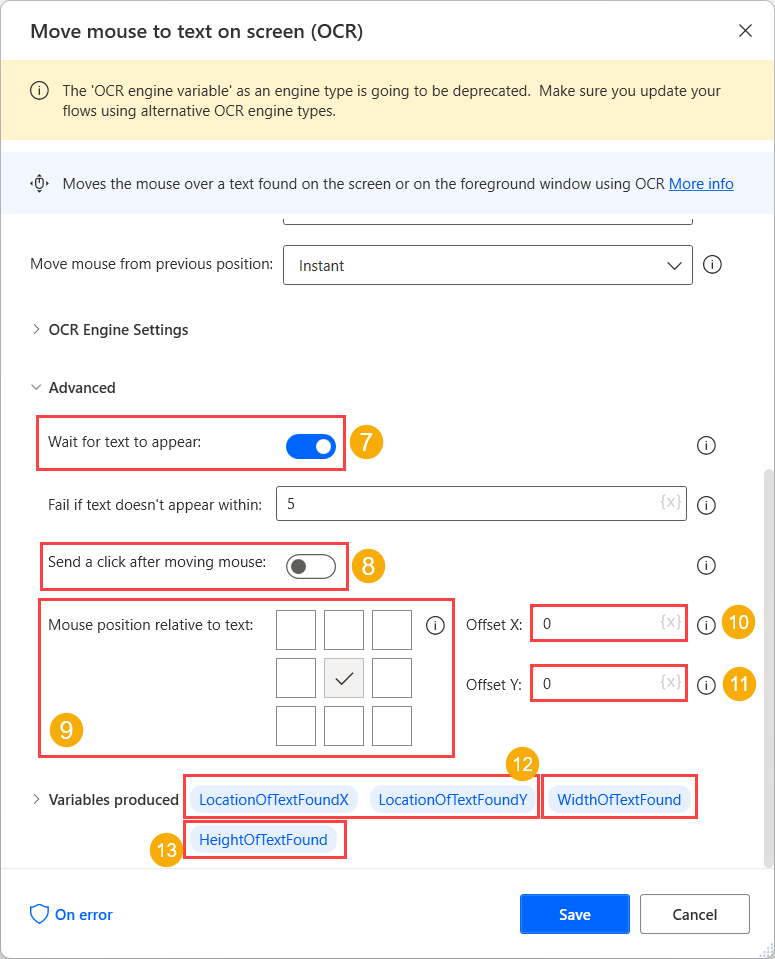 Move mouse to text on screen (OCR)
The 'OCR engine variable' as an engine type is going to be deprecated. Make sure you update your
flows using alternative OCR engine types.
Moves the mouse over a text found on the screen or on the foreground window using OCR More info
Move mouse from previous position: Instant
OCR Engine Settings
Advanced
Wait for text to appear: 7
Fail if text doesn't appear within: 5 {x}
Send a click after moving mouse: 8
Mouse position relative to text: Offset X: 0 {x} 10
Offset Y: 0 {x} 11
9
12
Variables produced LocationOfTextFoundX LocationOfTextFoundY WidthOfTextFound
13 HeightOfTextFound
On error Save Cancel